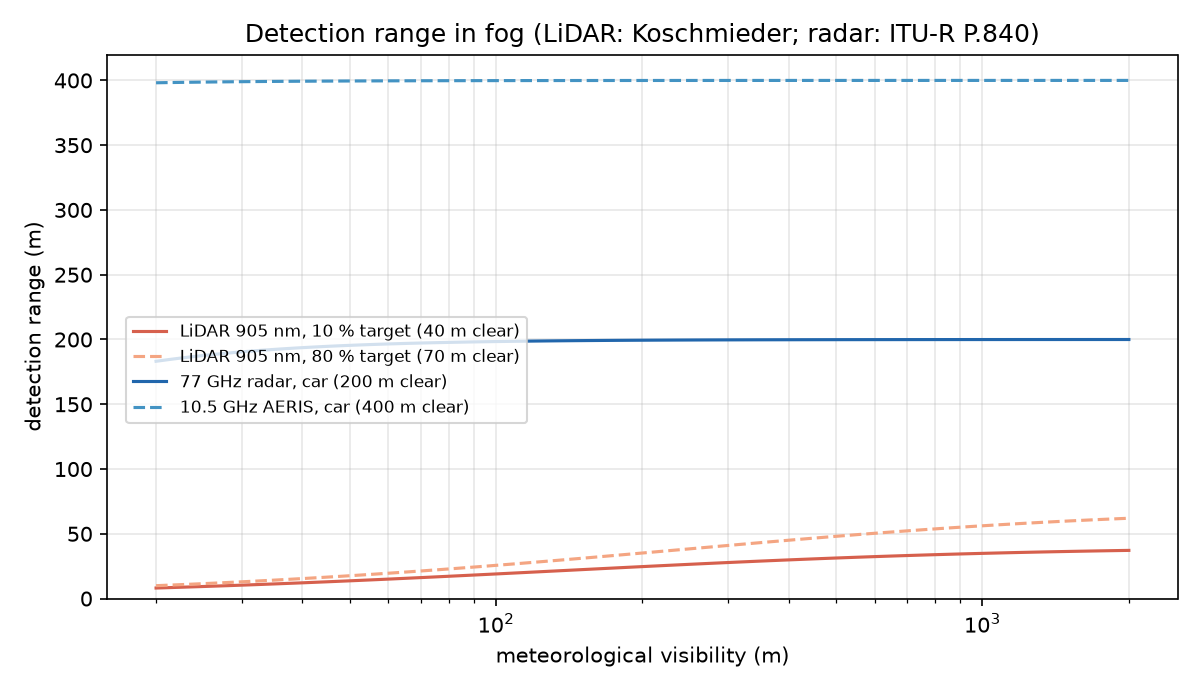 Detection range in fog (LiDAR: Koschmieder; radar: ITU-R P.840)
detection range (m)
400
350
300
250
200
150
100
50
0
LiDAR 905 nm, 10 % target (40 m clear)
LiDAR 905 nm, 80 % target (70 m clear)
77 GHz radar, car (200 m clear)
10.5 GHz AERIS, car (400 m clear)
10² 10³
meteorological visibility (m)